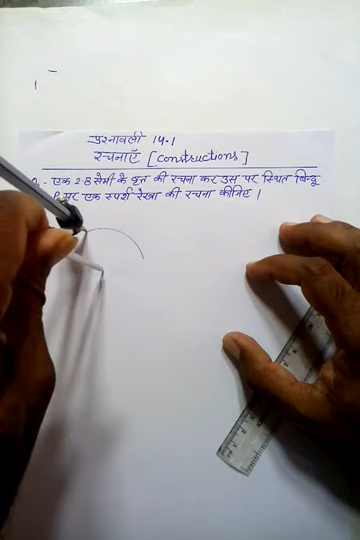 प्रश्नावली 14.1
रचनाएँ [Constructions]
एक 2.8 सेमी के वृत्त की रचना कर उस पर स्थित बिन्दु
P पर एक स्पर्श रेखा की रचना कीजिए ।